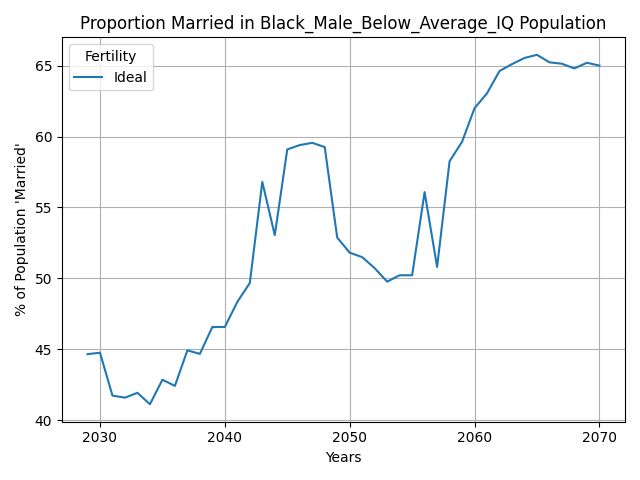 Proportion Married in Black_Male_Below_Average_IQ Population
Fertility
Ideal
% of Population 'Married'
65
60
55
50
45
40
2030
2040
2050
2060
2070
Years